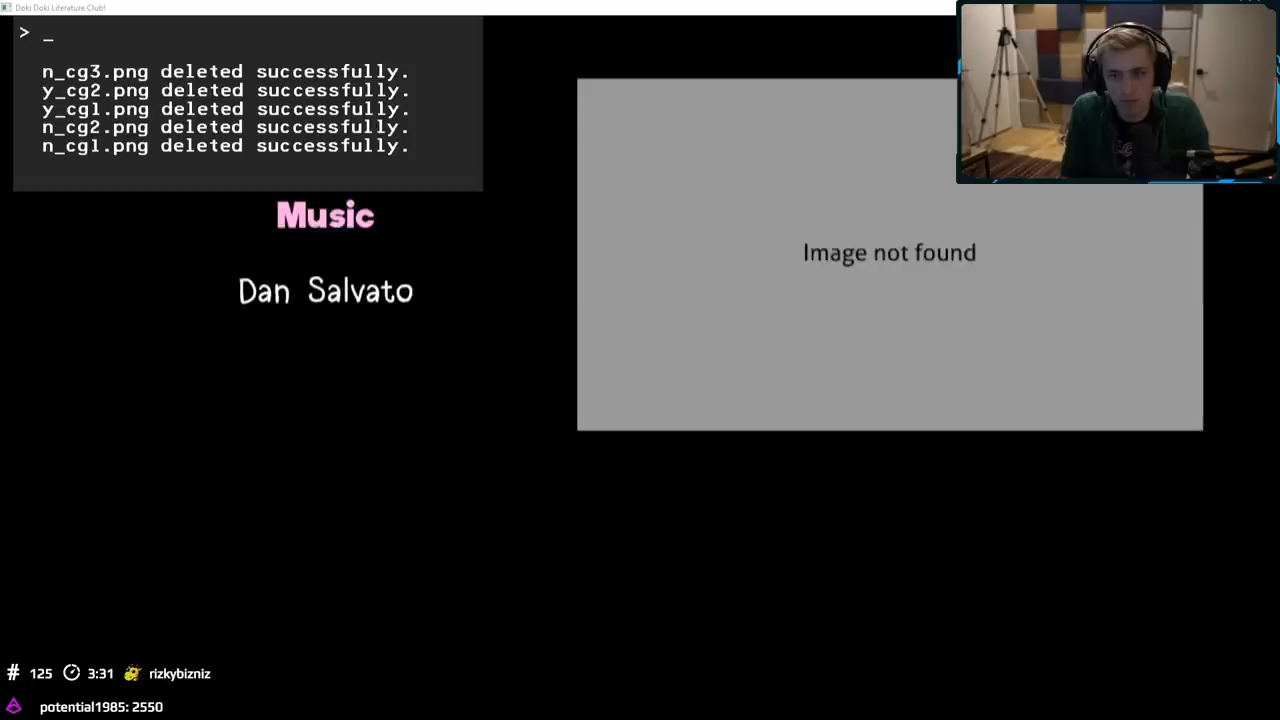 Doki Doki Literature Club!
> _
n_cg3.png deleted successfully.
y_cg2.png deleted successfully.
y_cg1.png deleted successfully.
n_cg2.png deleted successfully.
n_cg1.png deleted successfully.
Music
Dan Salvato
Image not found
# 125 3:31 rizkybizniz
potential1985: 2550